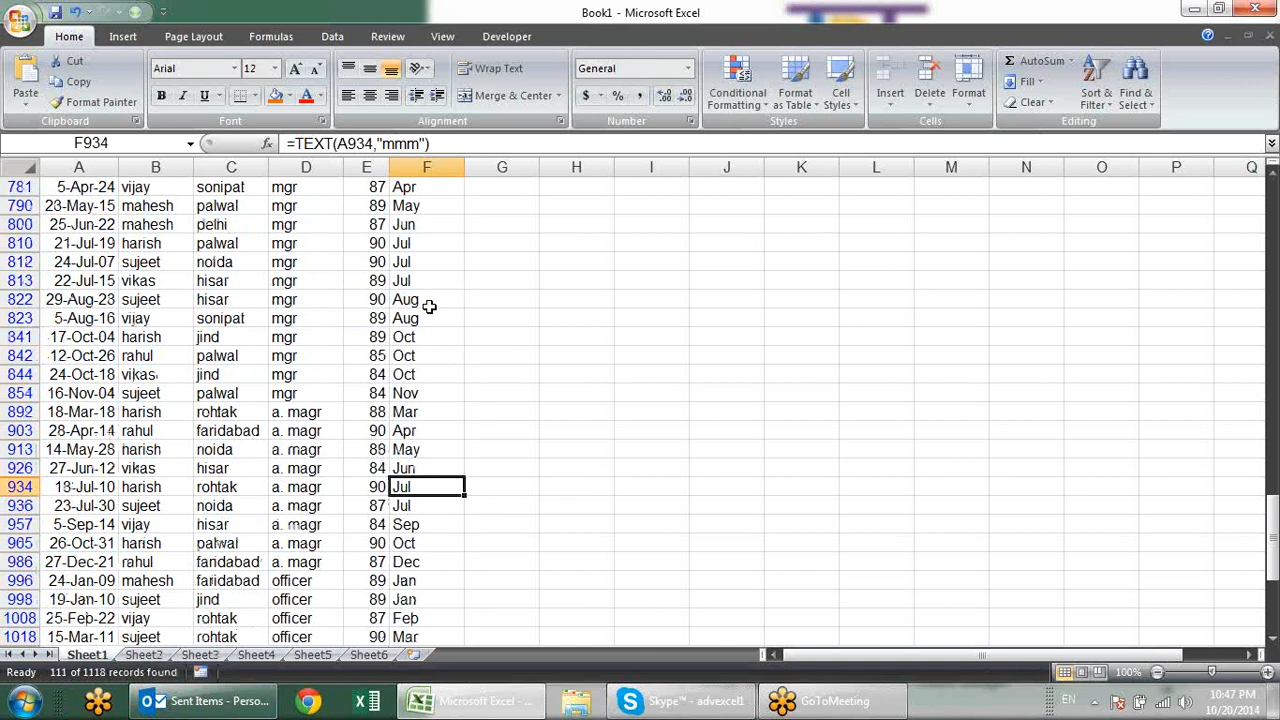 Book1 - Microsoft Excel
Home Insert Page Layout Formulas Data Review View Developer
Cut
Copy
Format Painter
Paste
Clipboard
Arial 12
B I U
Font
Wrap Text
Merge & Center
Alignment
General
$ % ,
Number
Conditional Formatting
Format as Table
Cell Styles
Styles
Insert Delete Format
Cells
Σ AutoSum
Fill
Clear
Sort & Filter
Find & Select
Editing
F934 fx =TEXT(A934,"mmm")
A B C D E F G H I J K L M N O P Q
781 5-Apr-24 vijay sonipat mgr 87 Apr
790 23-May-15 mahesh palwal mgr 89 May
800 25-Jun-22 mahesh pelhi mgr 87 Jun
810 21-Jul-19 harish palwal mgr 90 Jul
812 24-Jul-07 sujeet noida mgr 90 Jul
813 22-Jul-15 vikas hisar mgr 89 Jul
822 29-Aug-23 sujeet hisar mgr 90 Aug
823 5-Aug-16 vijay sonipat mgr 89 Aug
841 17-Oct-04 harish jind mgr 89 Oct
842 12-Oct-26 rahul palwal mgr 85 Oct
844 24-Oct-18 vikas jind mgr 84 Oct
854 16-Nov-04 sujeet palwal mgr 84 Nov
892 18-Mar-18 harish rohtak a. magr 88 Mar
903 28-Apr-14 rahul faridabad a. magr 90 Apr
913 14-May-28 harish noida a. magr 88 May
926 27-Jun-12 vikas hisar a. magr 84 Jun
934 13-Jul-10 harish rohtak a. magr 90 Jul
936 23-Jul-30 sujeet noida a. magr 87 Jul
957 5-Sep-14 vijay hisar a. magr 84 Sep
965 26-Oct-31 harish palwal a. magr 90 Oct
986 27-Dec-21 rahul faridabad a. magr 90 Dec
996 24-Jan-09 mahesh faridabad officer 89 Jan
998 19-Jan-10 sujeet jind officer 89 Jan
1008 25-Feb-22 vijay rohtak officer 87 Feb
1018 15-Mar-11 sujeet rohtak officer 90 Mar
Sheet1 Sheet2 Sheet3 Sheet4 Sheet5 Sheet6
Ready 111 of 1118 records found 100%
Sent Items - Perso...
Microsoft Excel - ...
Skype™ - advexcel1
GoToMeeting
EN
10:47 PM
10/20/2014